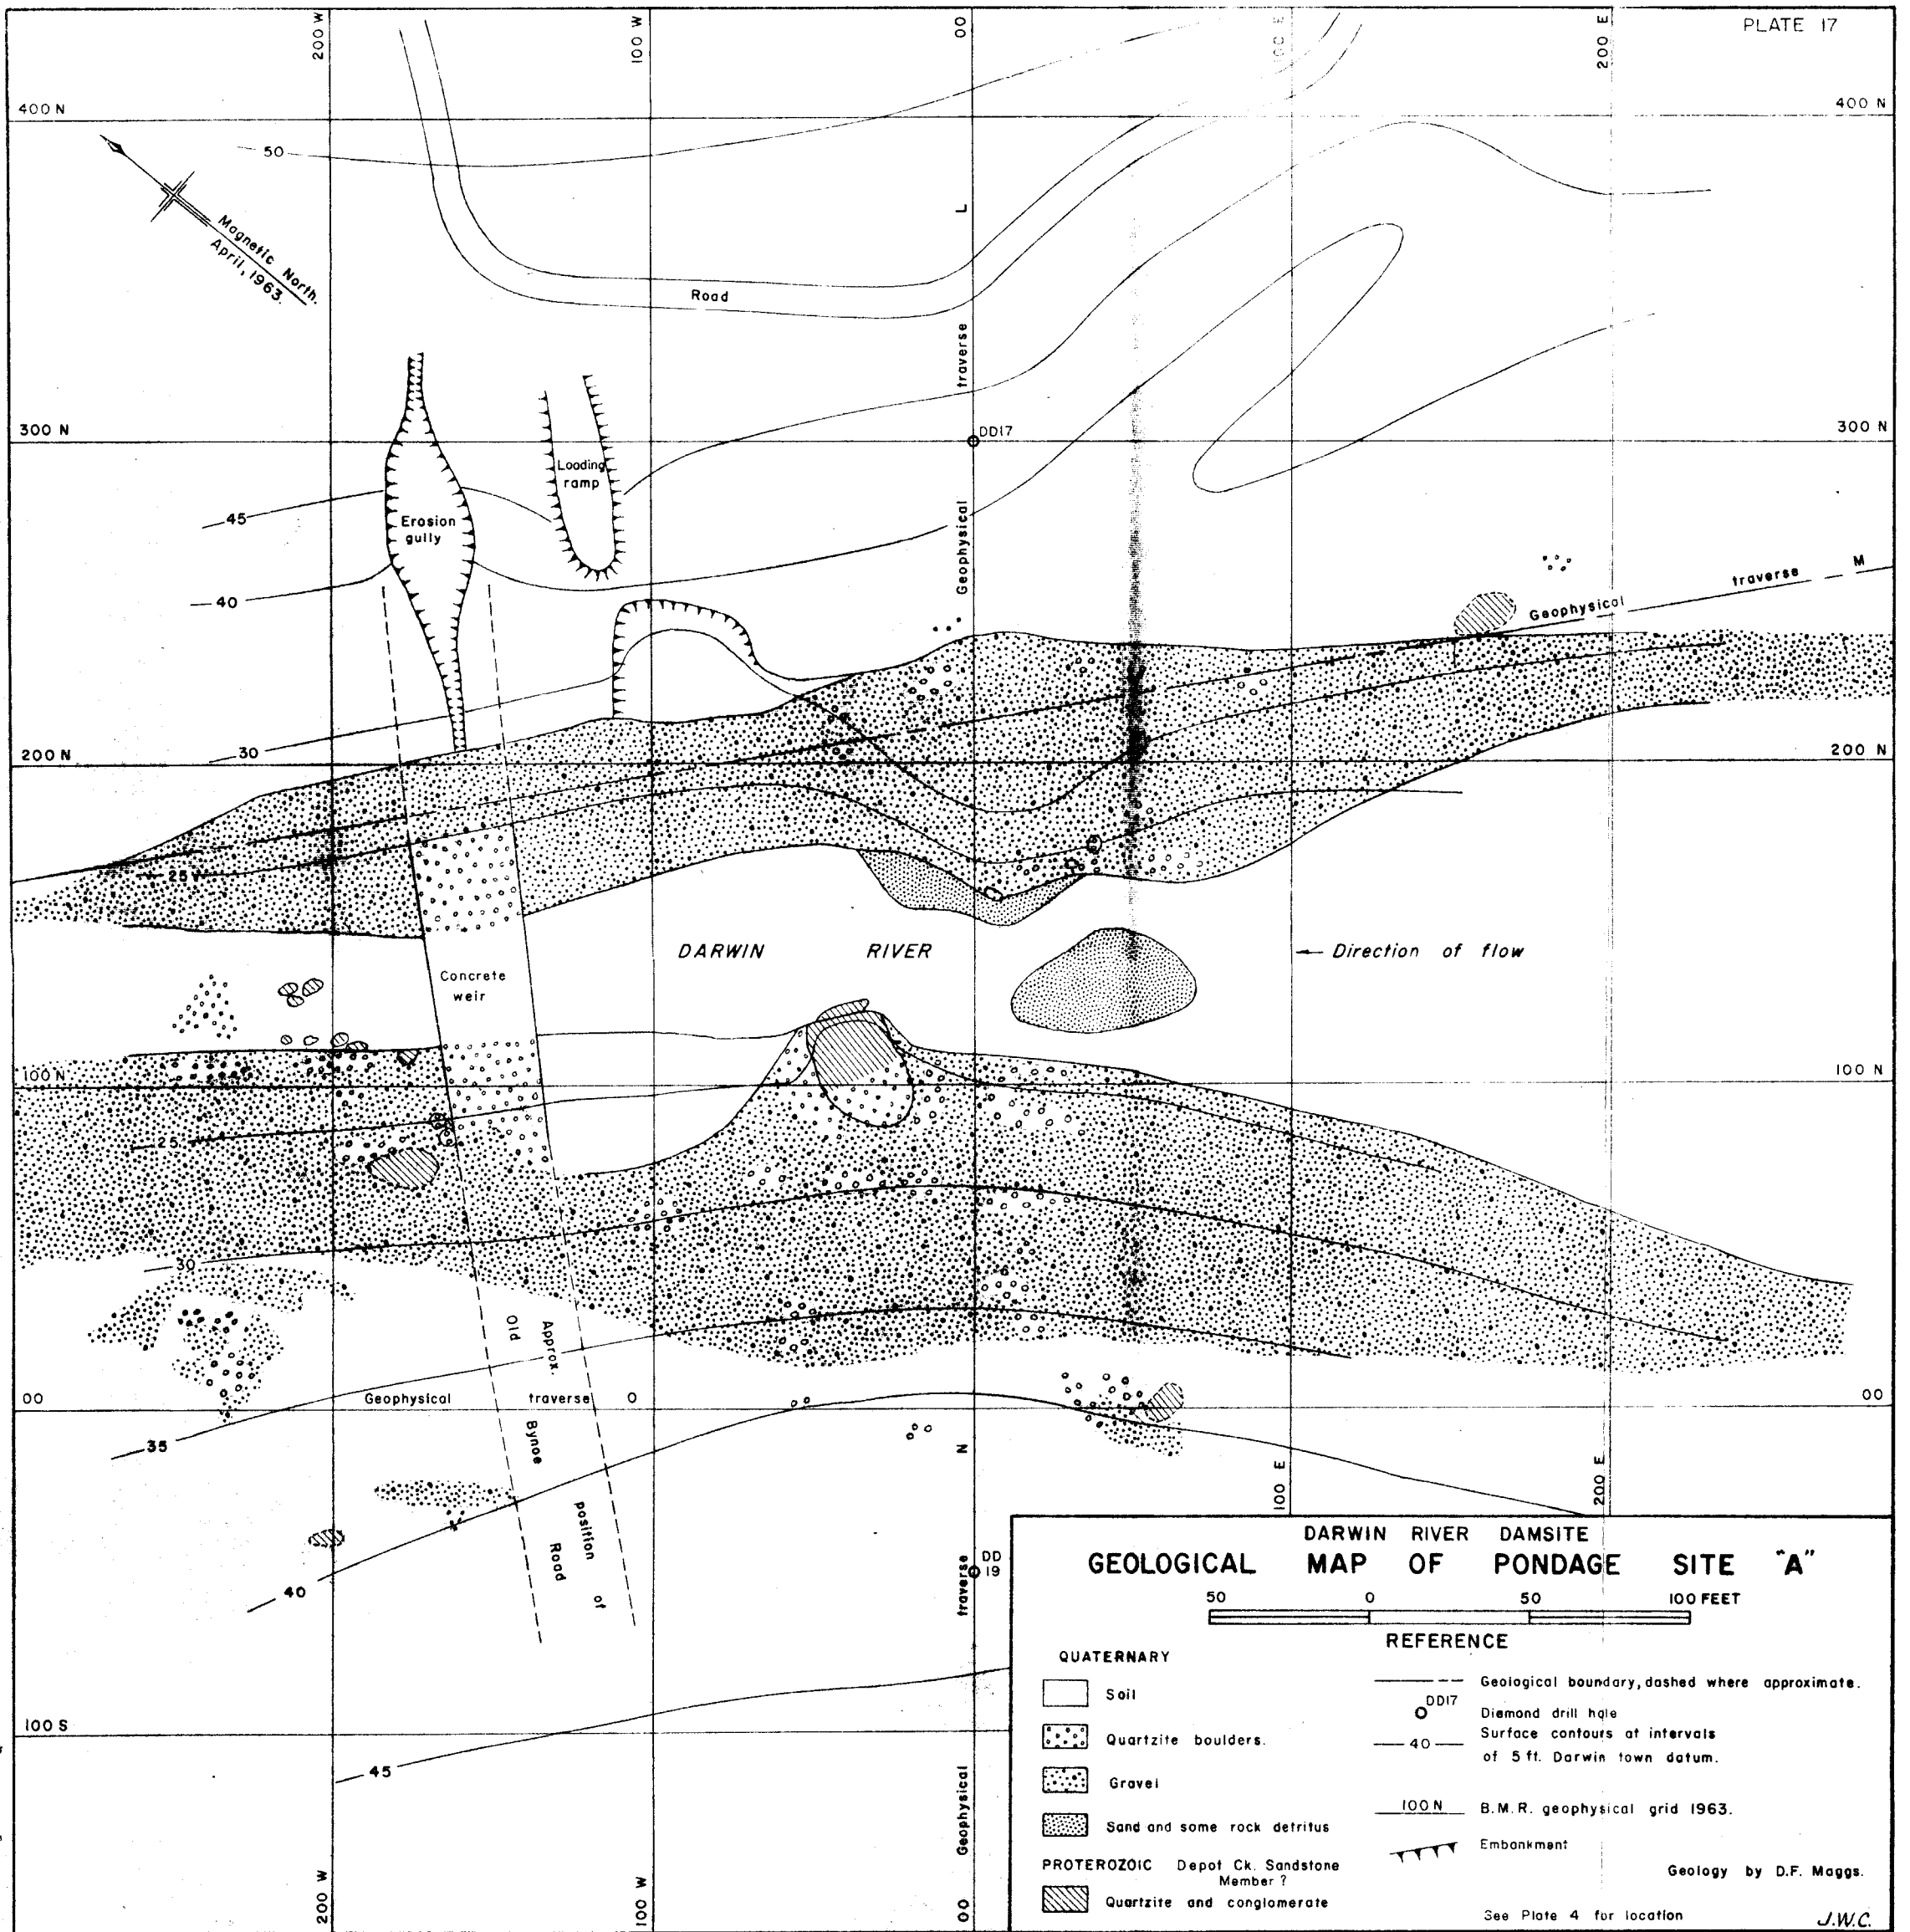 PLATE 17
200 W
100 W
00
100 E
200 E
400 N
400 N
50
Magnetic North.
April, 1963.
L
Road
traverse
300 N
DD17
300 N
Loading
ramp
45
Erosion
gully
Geophysical
40
Geophysical
traverse
M
30
200 N
200 N
25
DARWIN RIVER
Direction of flow
Concrete
weir
100 N
100 N
25
30
00
Geophysical traverse O
00
35
Approx. position of
Old Bynoe Road
N
100 E
200 E
40
traverse
DD
19
100 S
45
Geophysical
200 W
100 W
00
DARWIN RIVER DAMSITE
GEOLOGICAL MAP OF PONDAGE SITE "A"
50 0 50 100 FEET
REFERENCE
QUATERNARY
Soil
Quartzite boulders.
Gravel
Sand and some rock detritus
PROTEROZOIC Depot Ck. Sandstone
Member ?
Quartzite and conglomerate
Geological boundary, dashed where approximate.
DD17
Diamond drill hole
40
Surface contours at intervals
of 5 ft. Darwin town datum.
100 N
B.M.R. geophysical grid 1963.
Embankment
Geology by D.F. Maggs.
See Plate 4 for location
J.W.C.